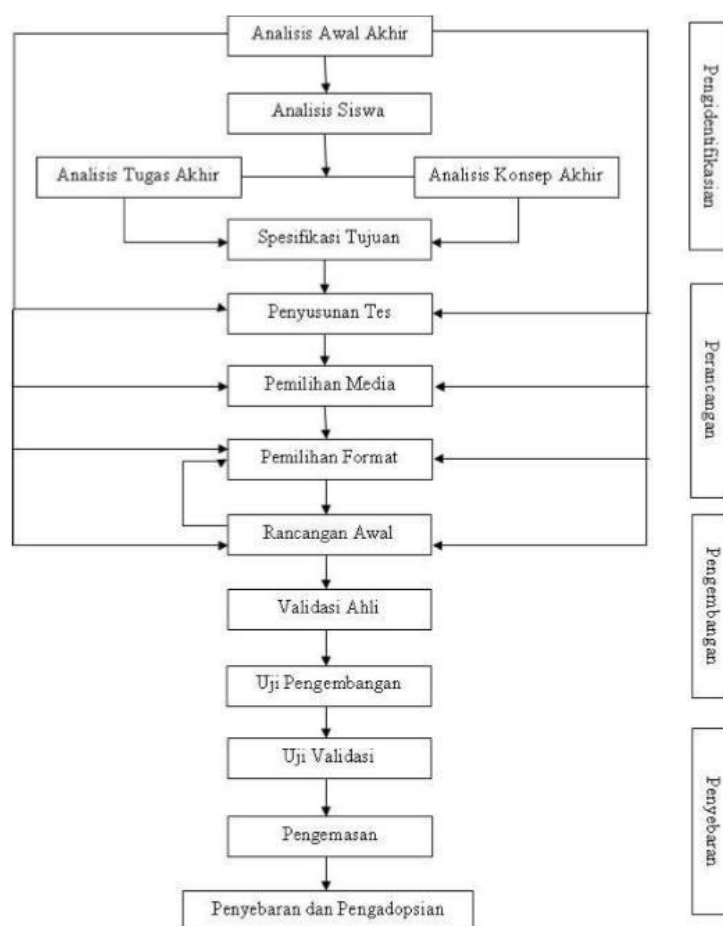 Analisis Awal Akhir
Analisis Siswa
Analisis Tugas Akhir
Analisis Konsep Akhir
Spesifikasi Tujuan
Penyusunan Tes
Pemilihan Media
Pemilihan Format
Rancangan Awal
Validasi Ahli
Uji Pengembangan
Uji Validasi
Pengemasan
Penyebaran dan Pengadopsian
Pengidentifikasian
Perancangan
Pengembangan
Penyebaran